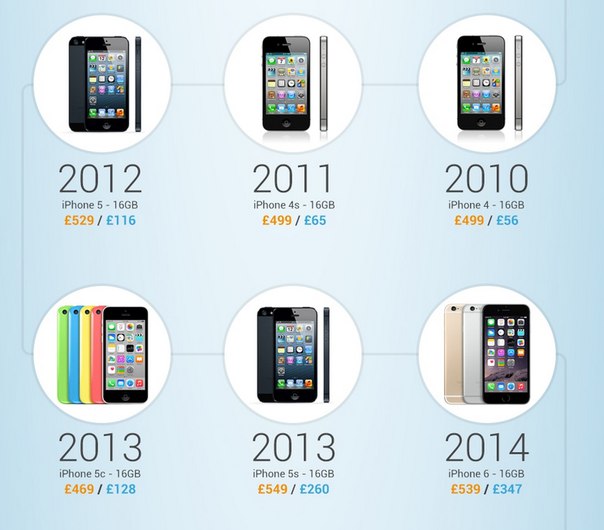 2012
iPhone 5 - 16GB
£529 / £116
2011
iPhone 4s - 16GB
£499 / £65
2010
iPhone 4 - 16GB
£499 / £56
2013
iPhone 5c - 16GB
£469 / £128
2013
iPhone 5s - 16GB
£549 / £260
2014
iPhone 6 - 16GB
£539 / £347